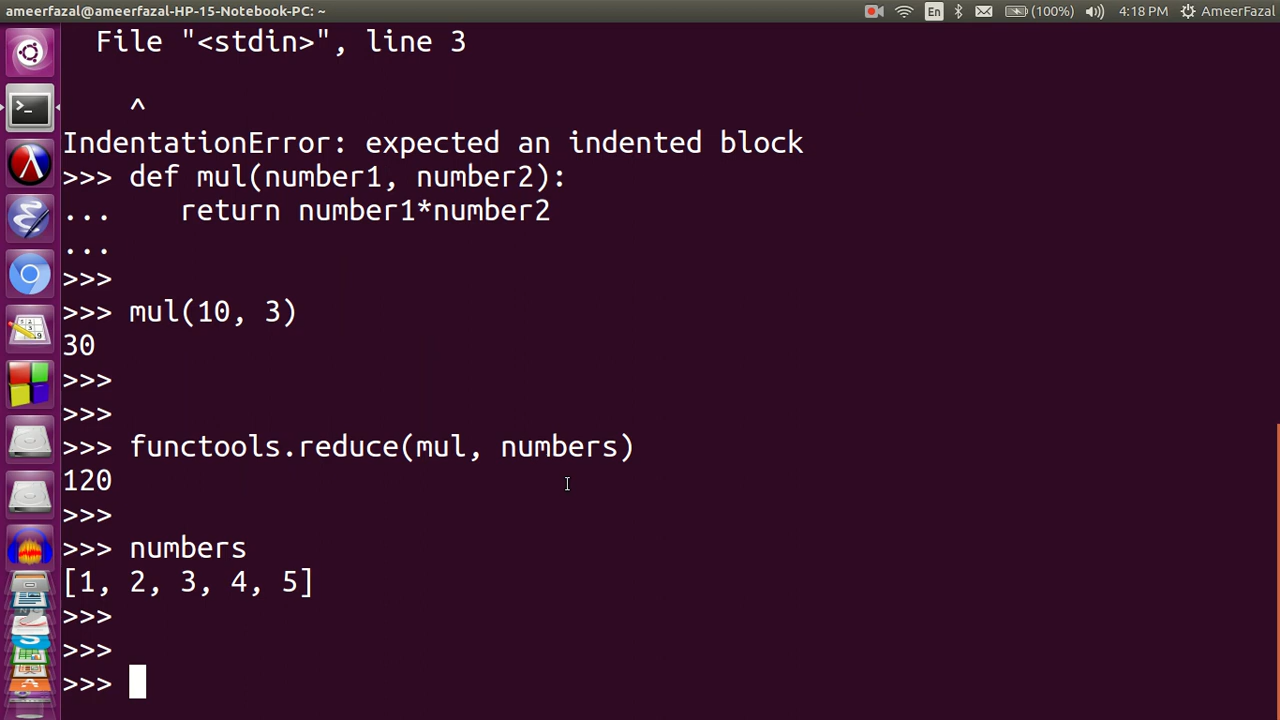 ameerfazal@ameerfazal-HP-15-Notebook-PC: ~ En (100%) 4:18 PM AmeerFazal
File "<stdin>", line 3
^
IndentationError: expected an indented block
>>> def mul(number1, number2):
...    return number1*number2
...
>>>
>>> mul(10, 3)
30
>>>
>>>
>>> functools.reduce(mul, numbers)
120
>>>
>>> numbers
[1, 2, 3, 4, 5]
>>>
>>>
>>>